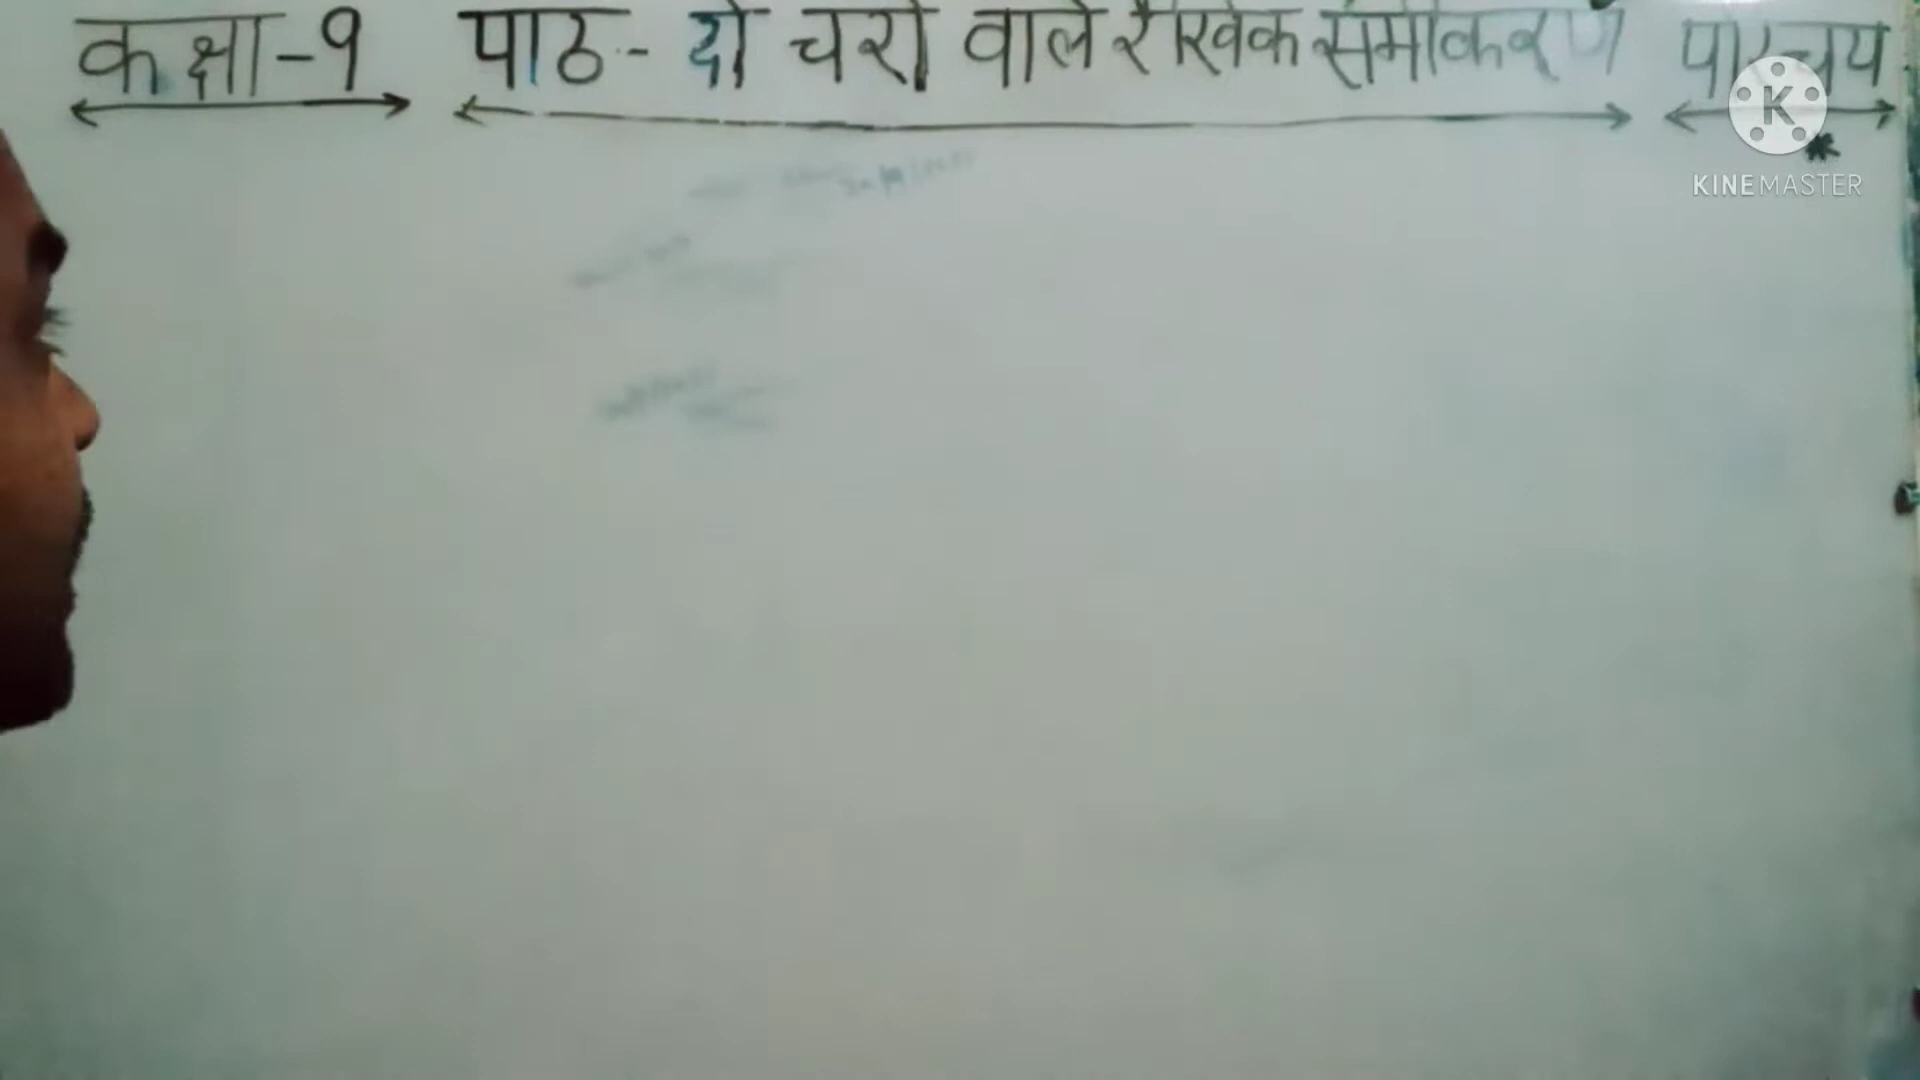 कक्षा-9 पाठ- दो चरों वाले रैखिक समीकरण परिचय
KINEMASTER